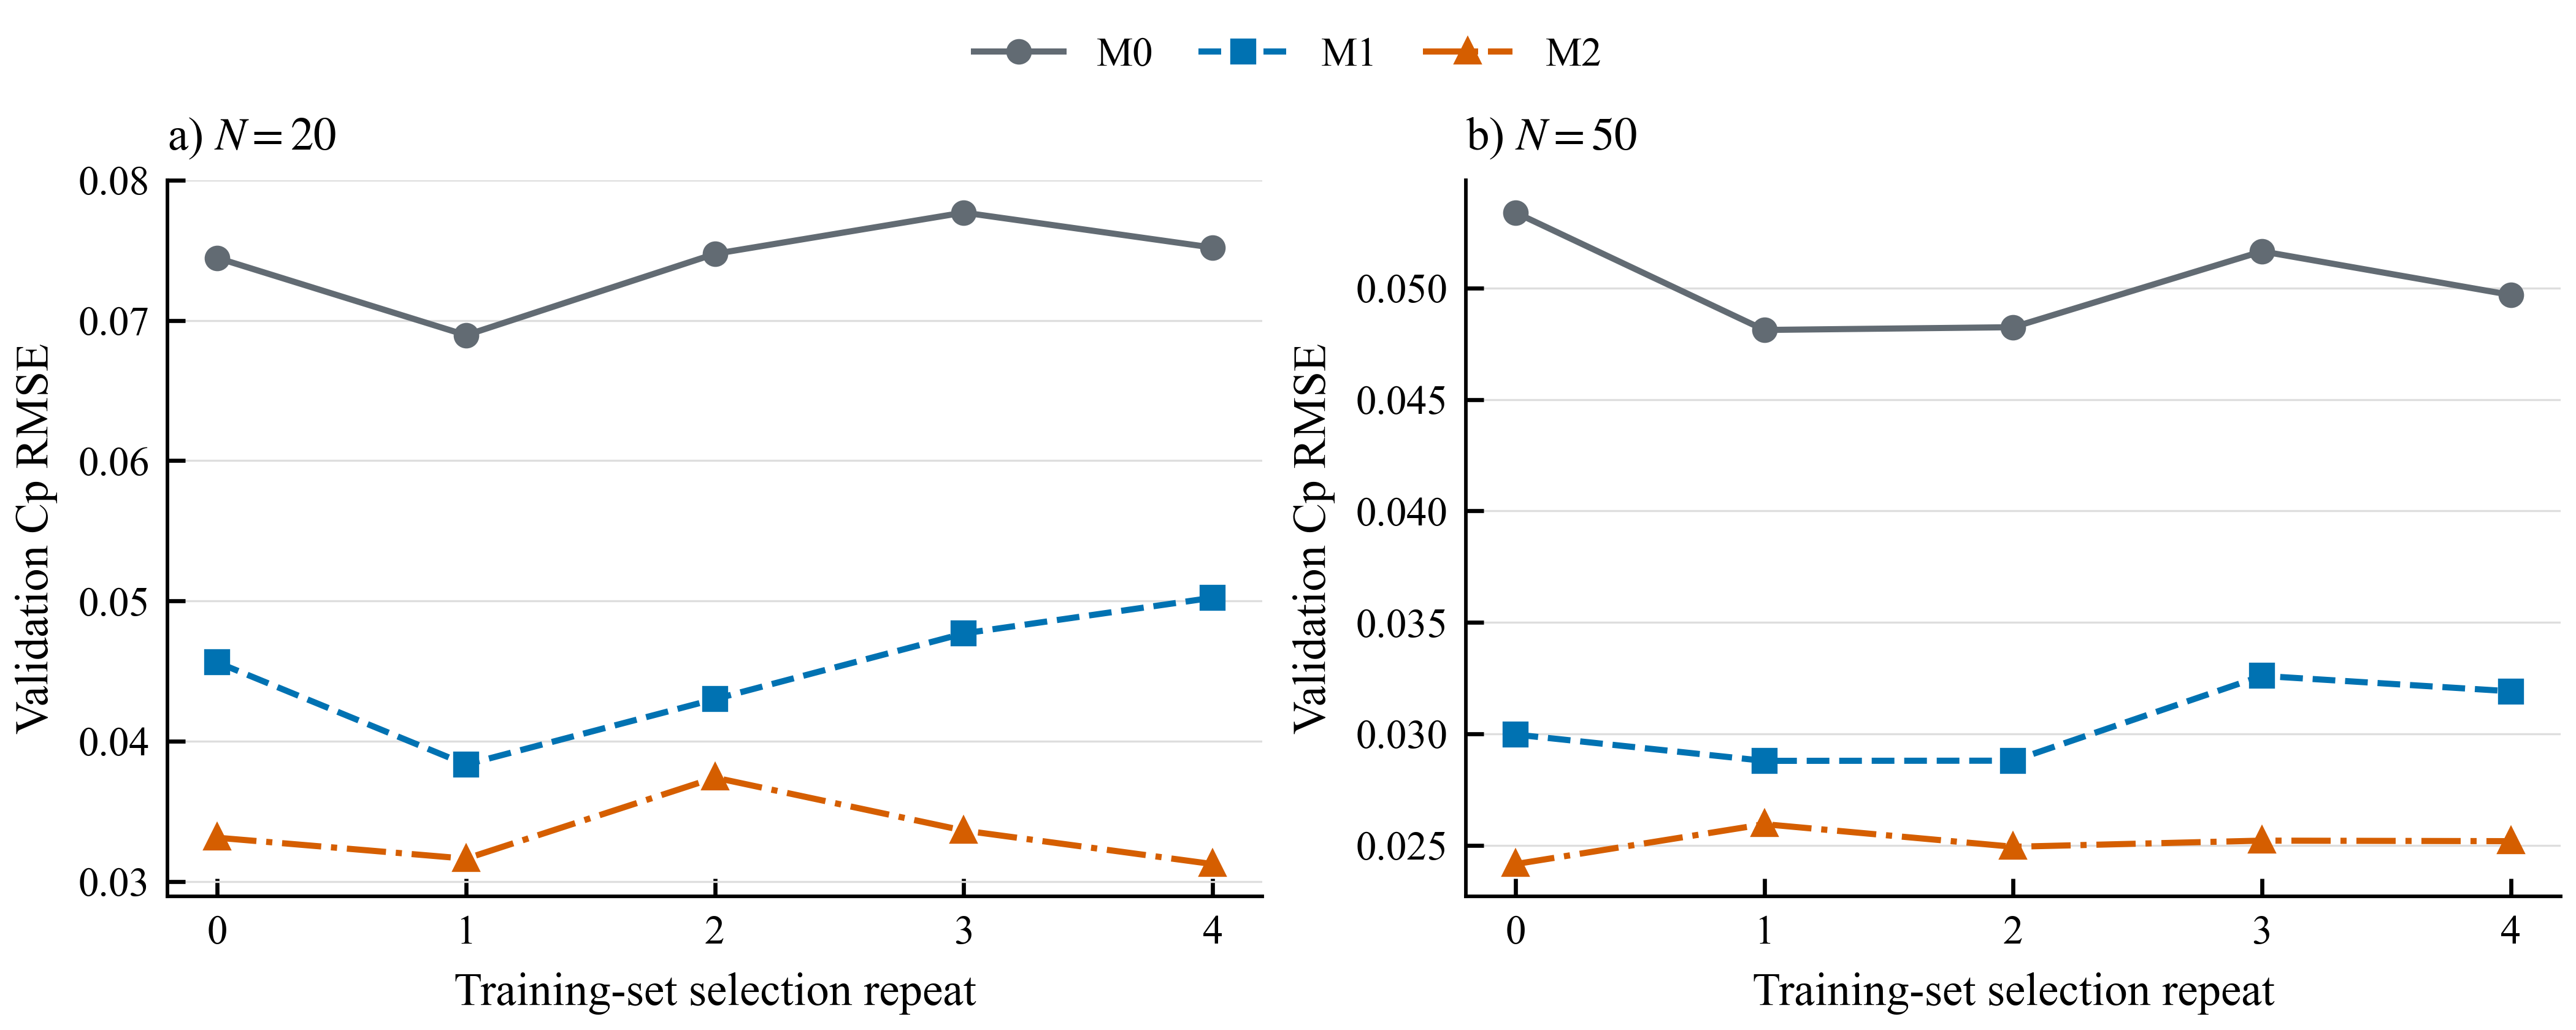 M0 M1 M2
a) N=20
0.08
0.07
0.06
0.05
0.04
0.03
Validation Cp RMSE
0 1 2 3 4
Training-set selection repeat
b) N=50
0.050
0.045
0.040
0.035
0.030
0.025
Validation Cp RMSE
0 1 2 3 4
Training-set selection repeat